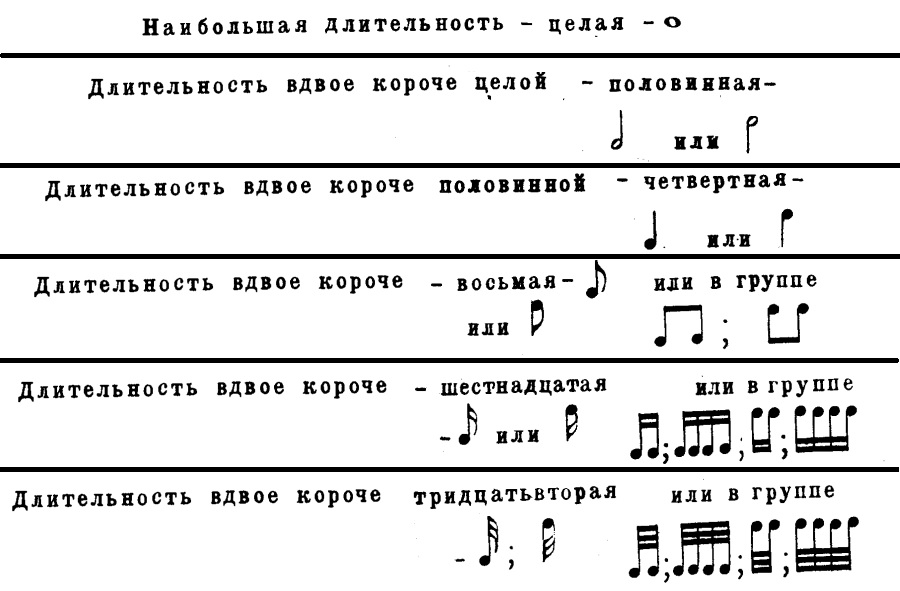 Наибольшая длительность - целая -
Длительность вдвое короче целой - половинная-
или
Длительность вдвое короче половинной - четвертная-
или
Длительность вдвое короче - восьмая- или в группе
или ;
Длительность вдвое короче - шестнадцатая или в группе
- или ; ; ;
Длительность вдвое короче тридцатьвторая или в группе
- ; ; ; ;